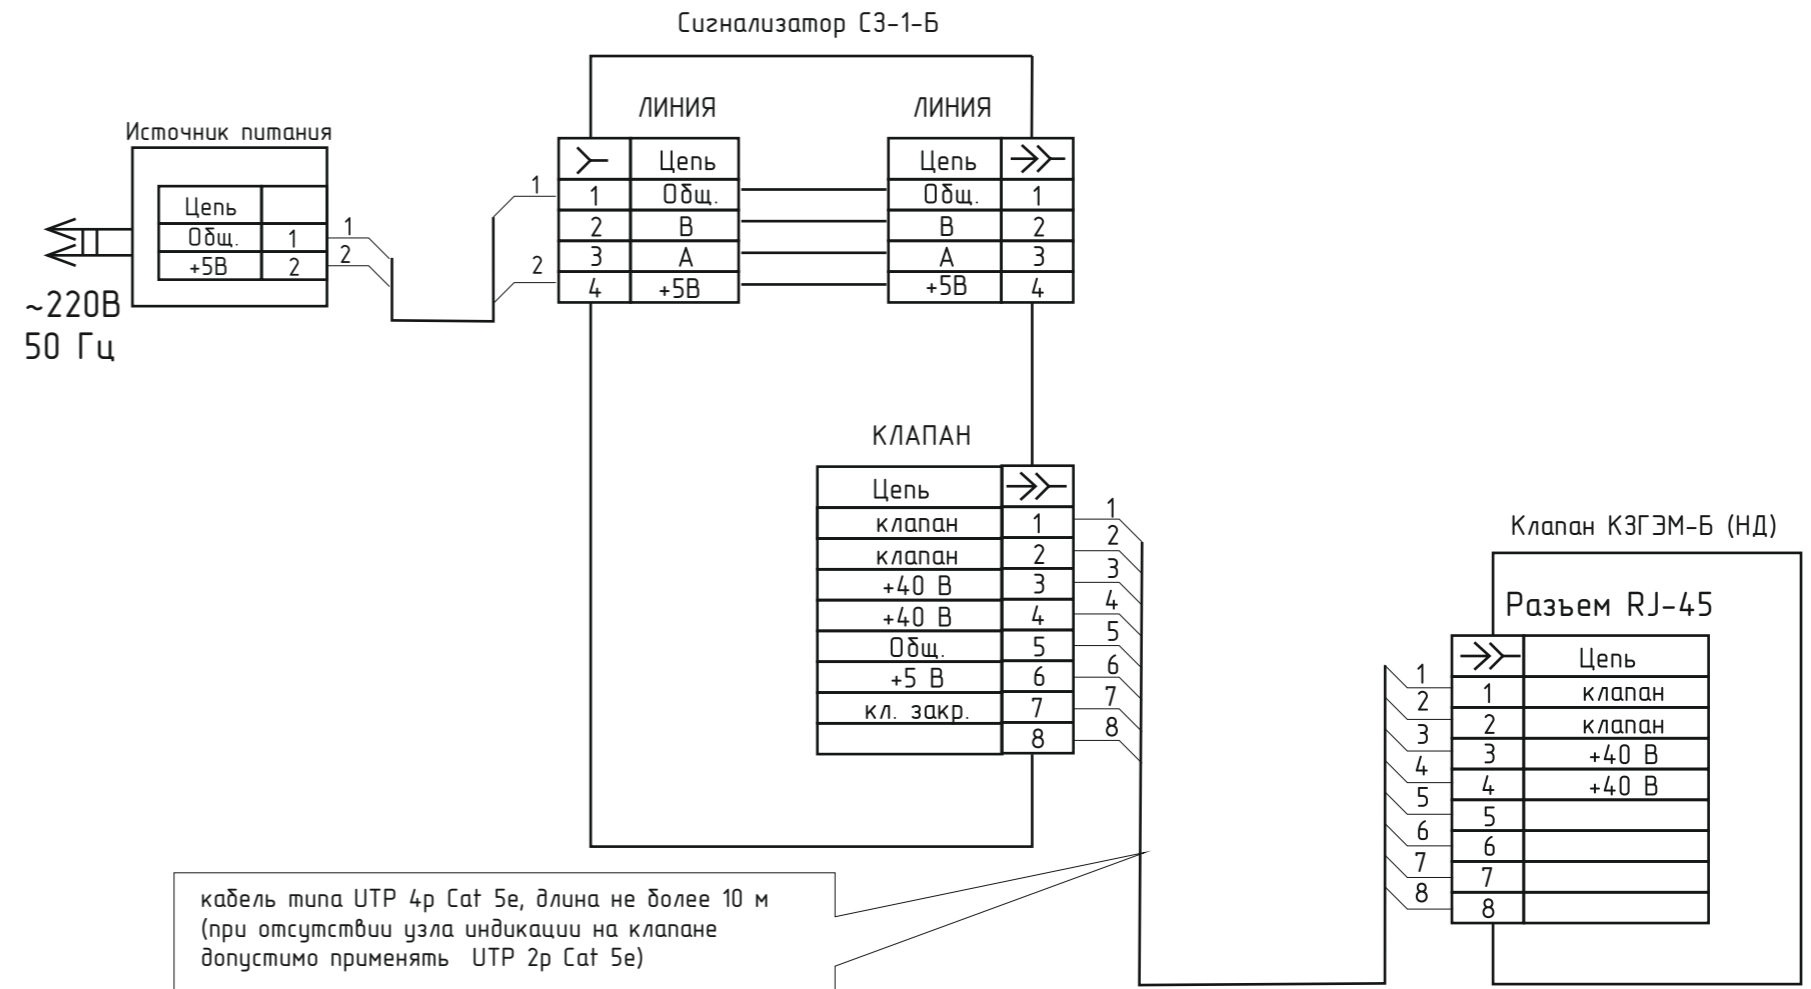 Сигнализатор СЗ-1-Б
ЛИНИЯ
ЛИНИЯ
Источник питания
Цепь
Общ. 1
+5В 2
1
2
~220В
50 Гц
1
2
Цепь
1 Общ.
2 В
3 А
4 +5В
Цепь
Общ. 1
В 2
А 3
+5В 4
КЛАПАН
Цепь
клапан 1
клапан 2
+40 В 3
+40 В 4
Общ. 5
+5 В 6
кл. закр. 7
8
1
2
3
4
5
6
7
8
Клапан КЗГЭМ-Б (НД)
Разъем RJ-45
1
2
3
4
5
6
7
8
Цепь
1 клапан
2 клапан
3 +40 В
4 +40 В
5
6
7
8
кабель типа UTP 4p Cat 5e, длина не более 10 м
(при отсутствии узла индикации на клапане
допустимо применять UTP 2p Cat 5e)